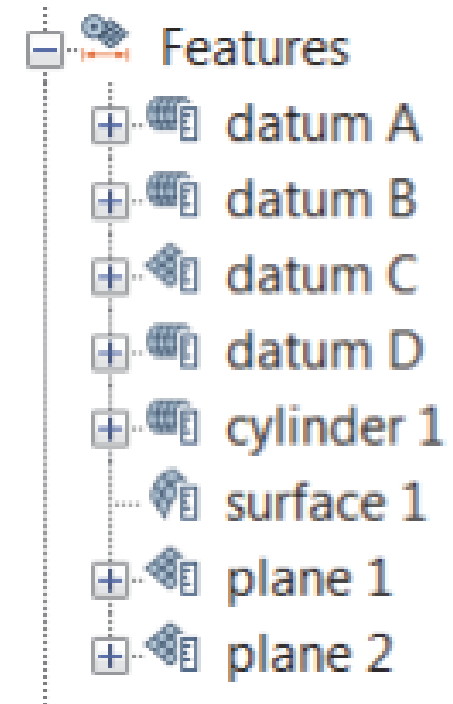 Features
datum A
datum B
datum C
datum D
cylinder 1
surface 1
plane 1
plane 2